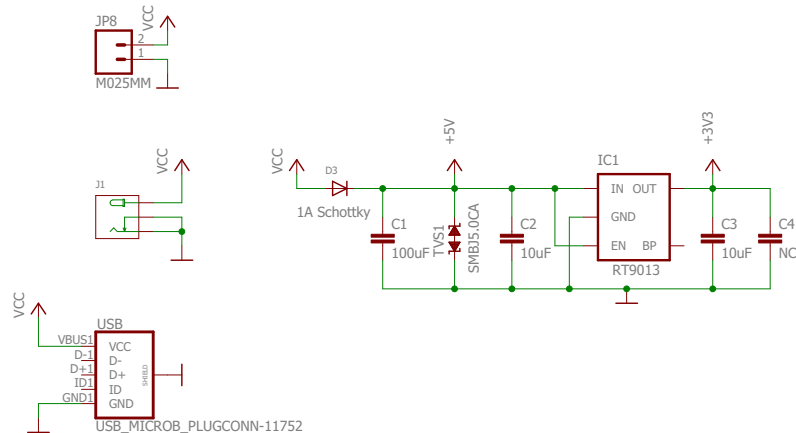 JP8
VCC
2
1
M025MM
J1
VCC
VCC
D3
1A Schottky
+5V
C1
100uF
TVS1
SMBJ5.0CA
C2
10uF
IC1
IN OUT
GND
EN BP
RT9013
+3V3
C3
10uF
C4
NC
VCC
USB
VBUS1
D-1
D+1
ID1
GND1
VCC
D-
D+
ID
GND
SHIELD
USB_MICROB_PLUGCONN-11752